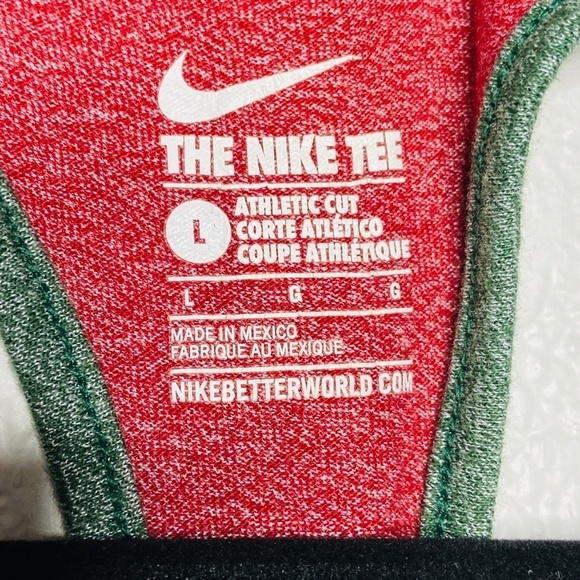 THE NIKE TEE
L
ATHLETIC CUT
CORTE ATLÉTICO
COUPE ATHLÉTIQUE
L G G
MADE IN MEXICO
FABRIQUE AU MEXIQUE
NIKEBETTERWORLD COM